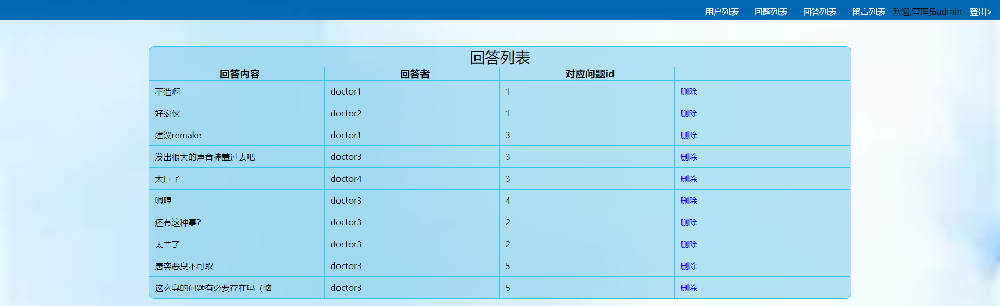 用户列表 问题列表 回答列表 留言列表 欢迎,管理员admin 登出>
回答列表
回答内容 回答者 对应问题id
不造啊 doctor1 1 删除
好家伙 doctor2 1 删除
建议remake doctor1 3 删除
发出很大的声音掩盖过去吧 doctor3 3 删除
太巨了 doctor4 3 删除
嗯哼 doctor3 4 删除
还有这种事? doctor3 2 删除
太艹了 doctor3 2 删除
唐突恶臭不可取 doctor3 5 删除
这么臭的问题有必要存在吗（恼 doctor3 5 删除